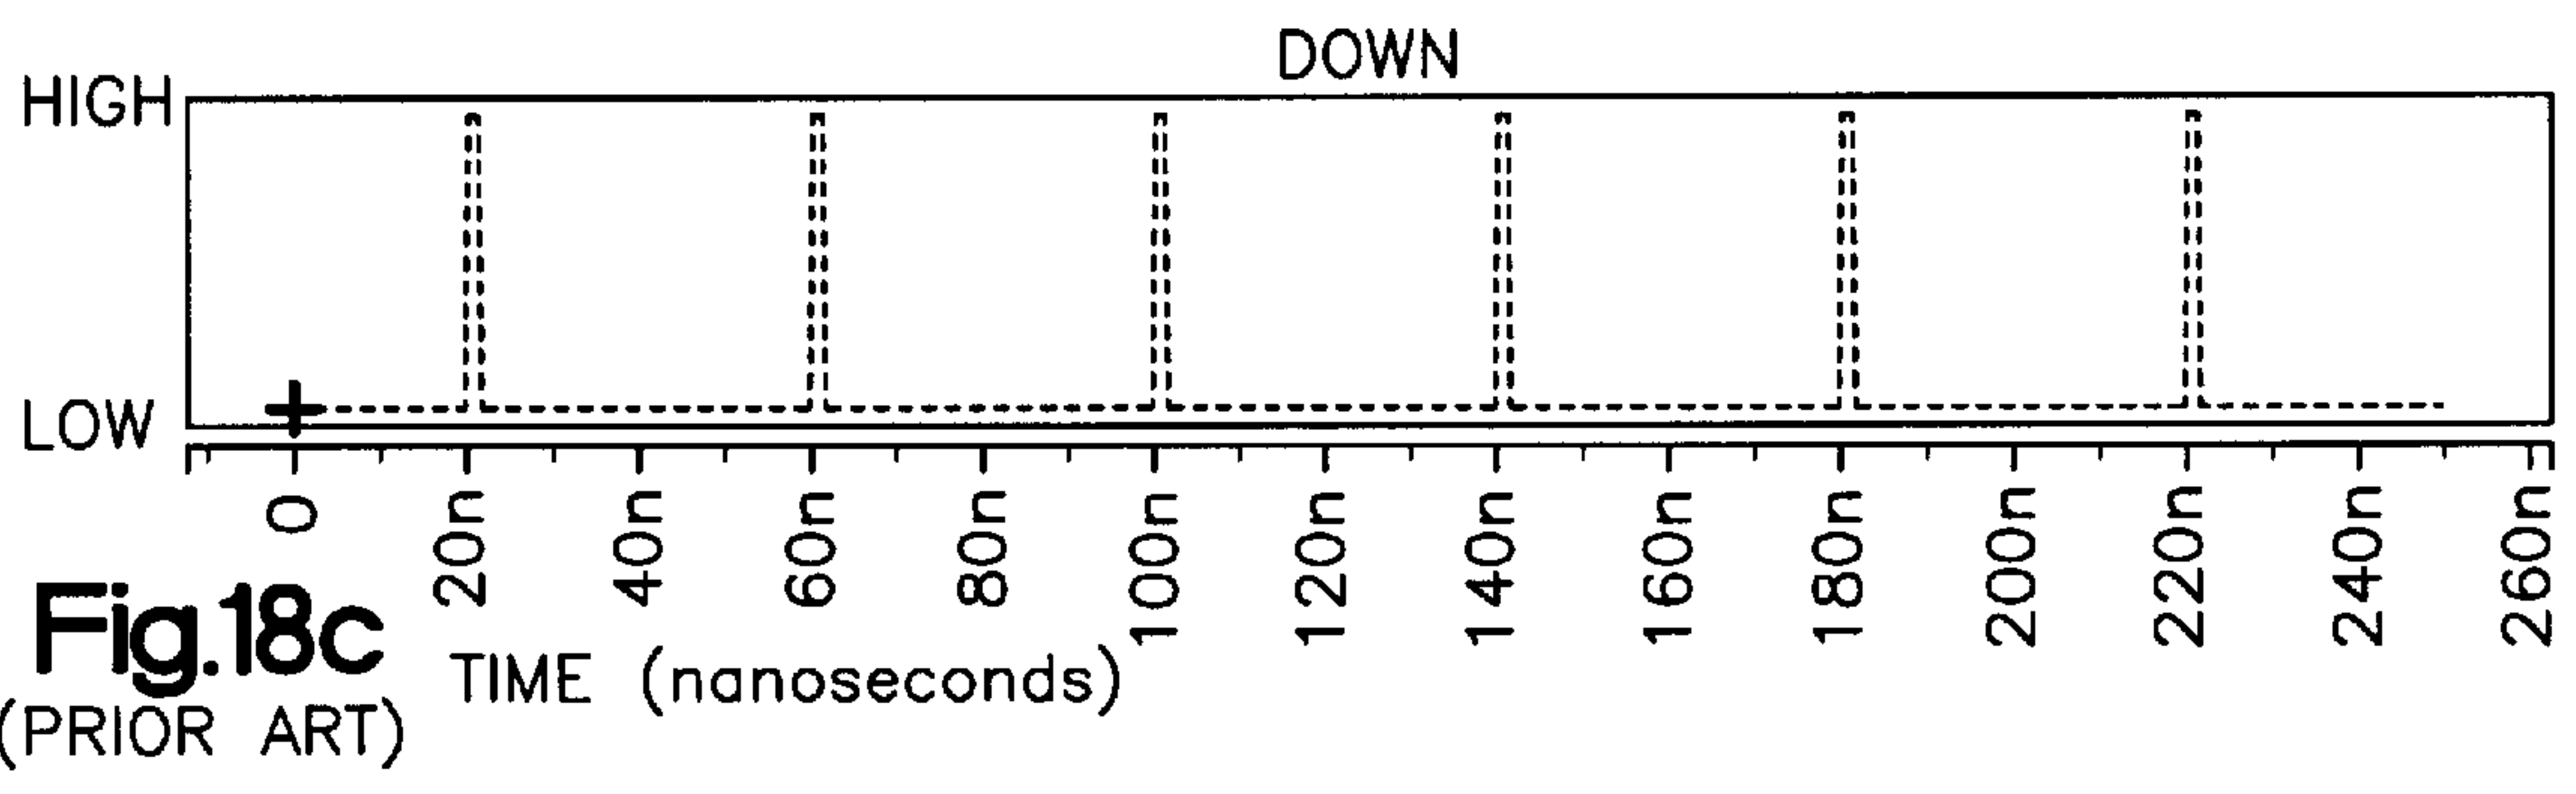 DOWN
HIGH
LOW
0 20n 40n 60n 80n 100n 120n 140n 160n 180n 200n 220n 240n 260n
TIME (nanoseconds)
Fig.18c
(PRIOR ART)